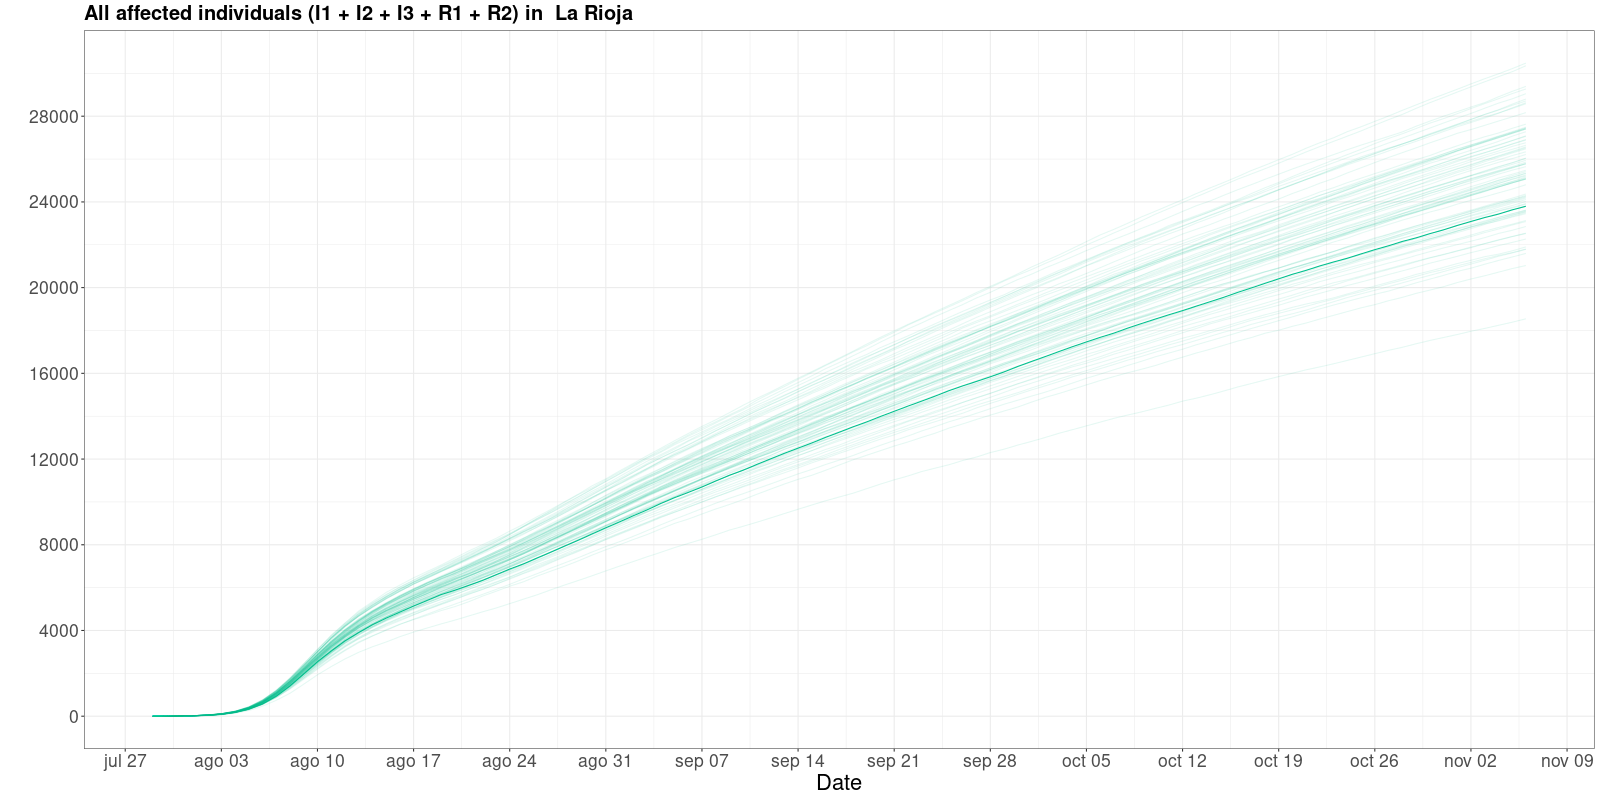 All affected individuals (I1 + I2 + I3 + R1 + R2) in  La Rioja
28000
24000
20000
16000
12000
8000
4000
0
jul 27 ago 03 ago 10 ago 17 ago 24 ago 31 sep 07 sep 14 sep 21 sep 28 oct 05 oct 12 oct 19 oct 26 nov 02 nov 09
Date